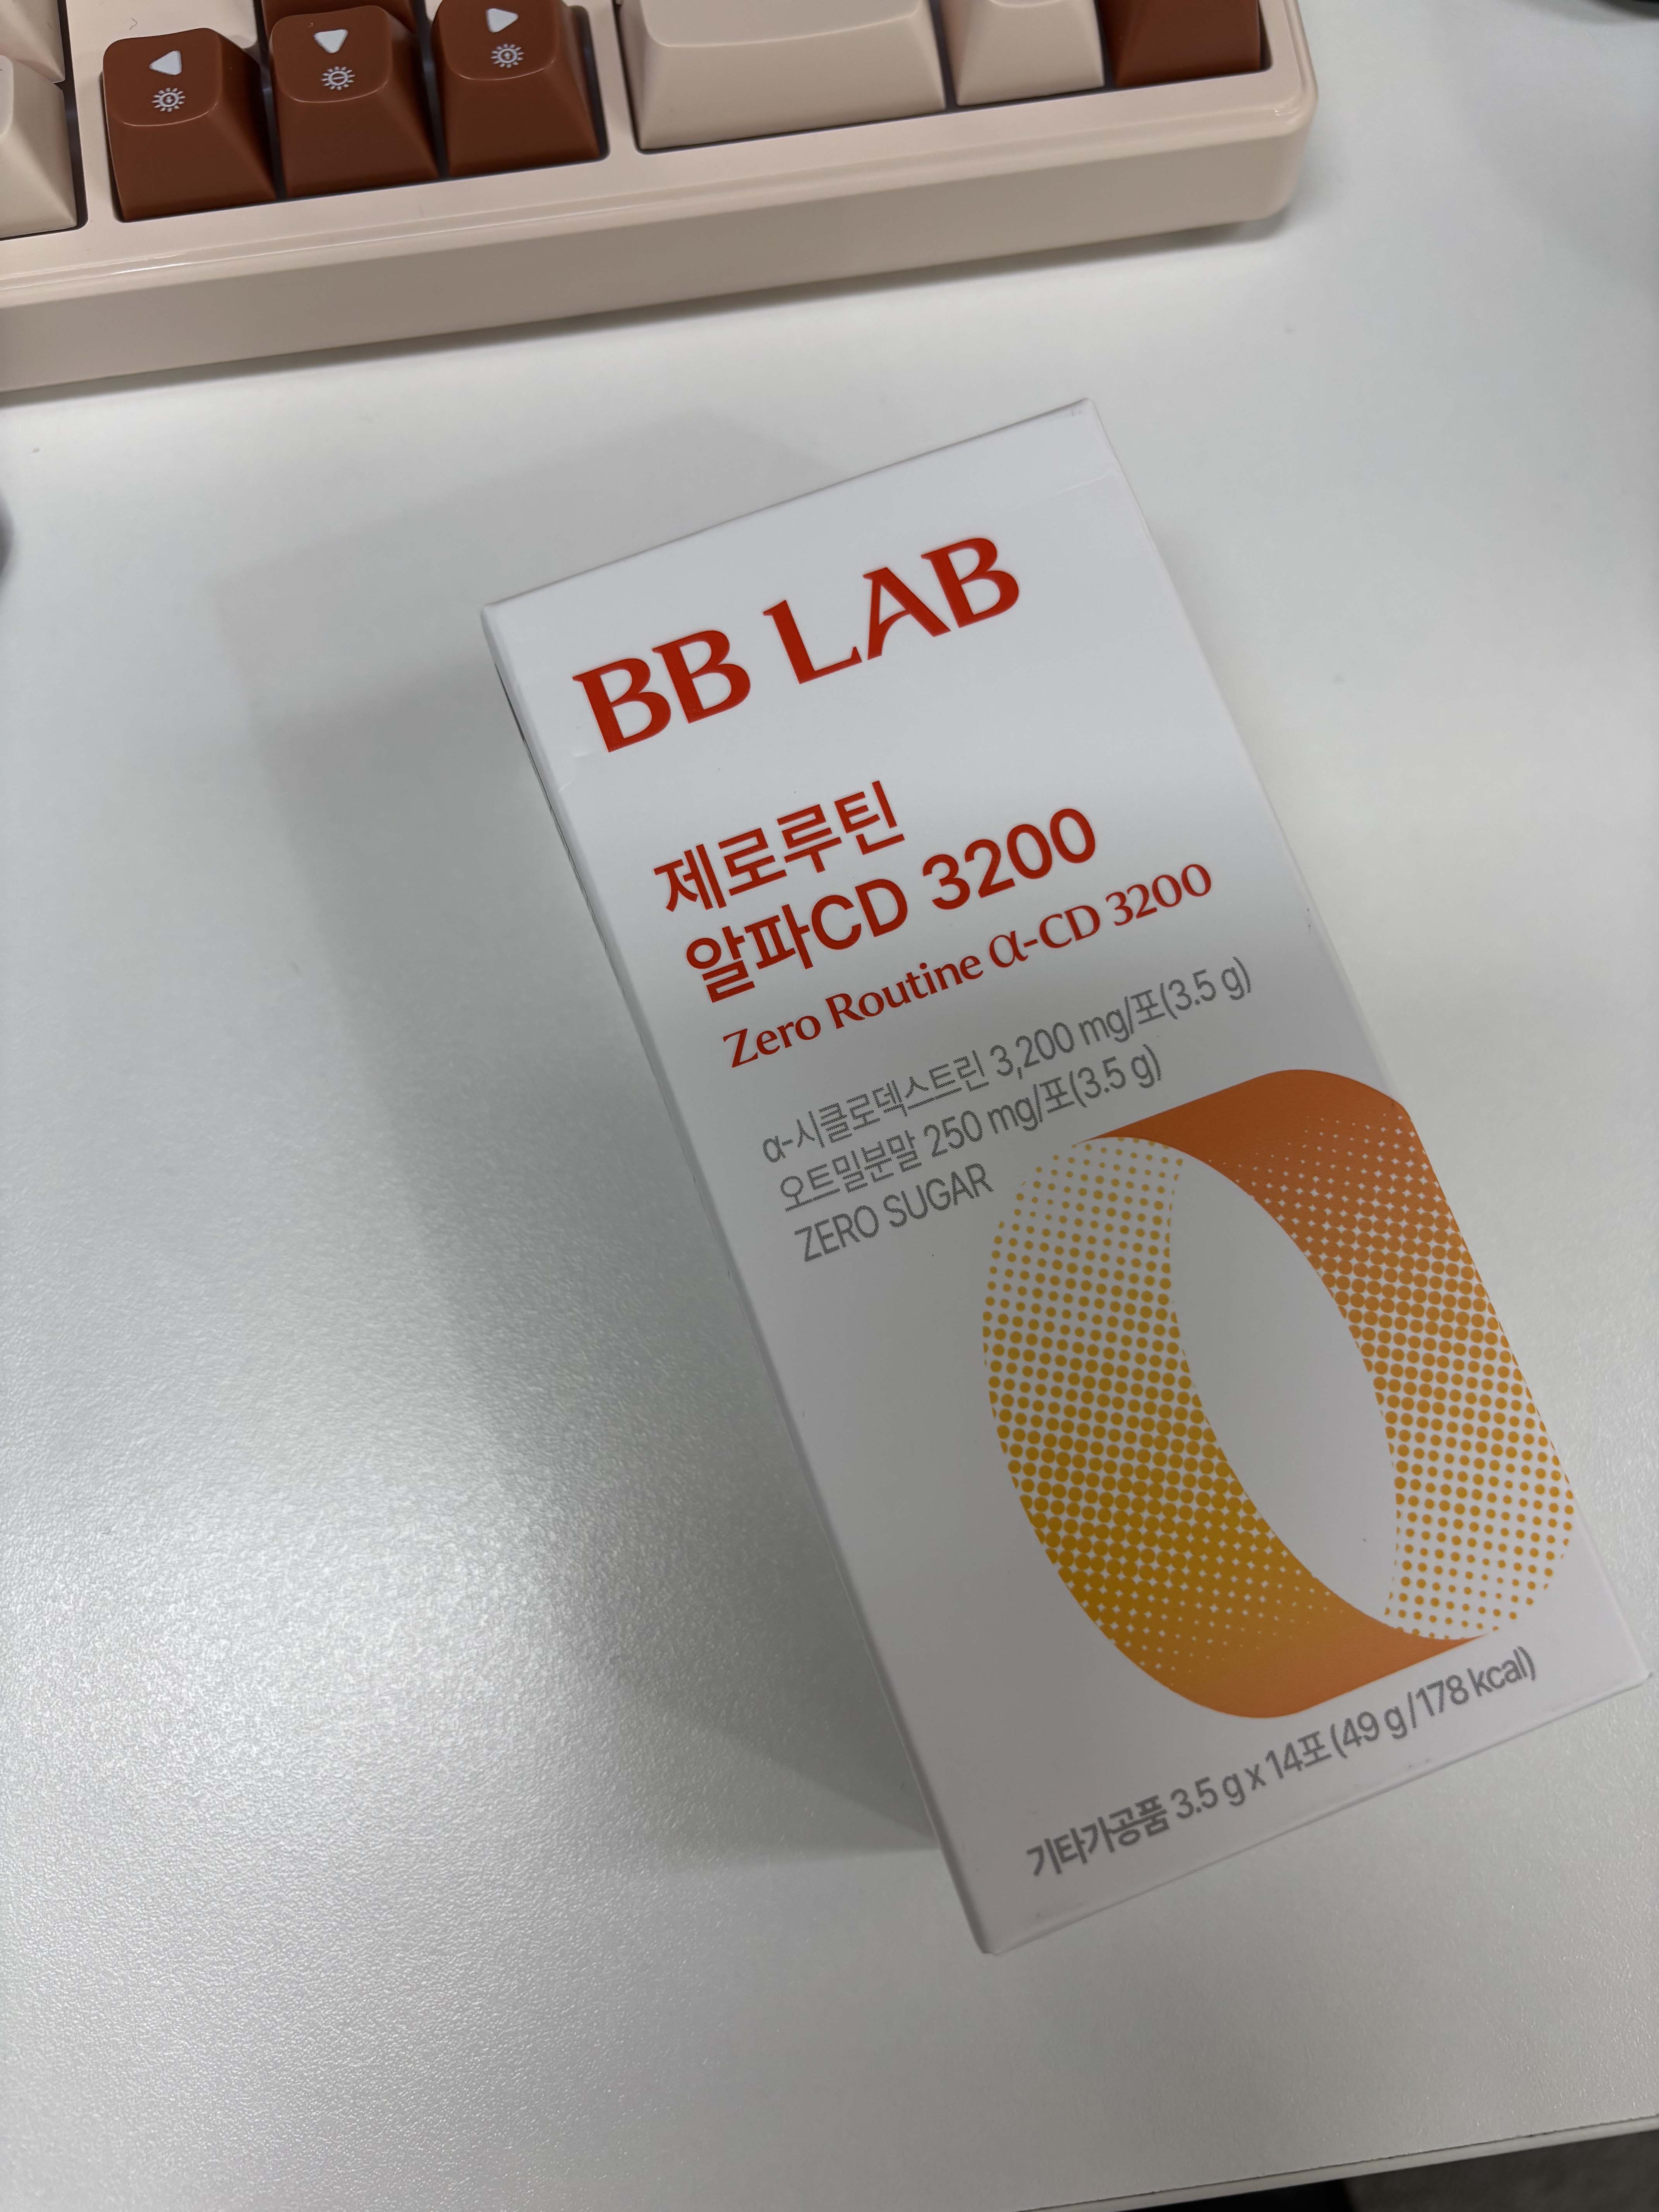 BB LAB
제로루틴
알파CD 3200
Zero Routine α-CD 3200
α-시클로덱스트린 3,200 mg/포(3.5 g)
오트밀분말 250 mg/포(3.5 g)
ZERO SUGAR
기타가공품 3.5 g x 14포 (49 g/178 kcal)